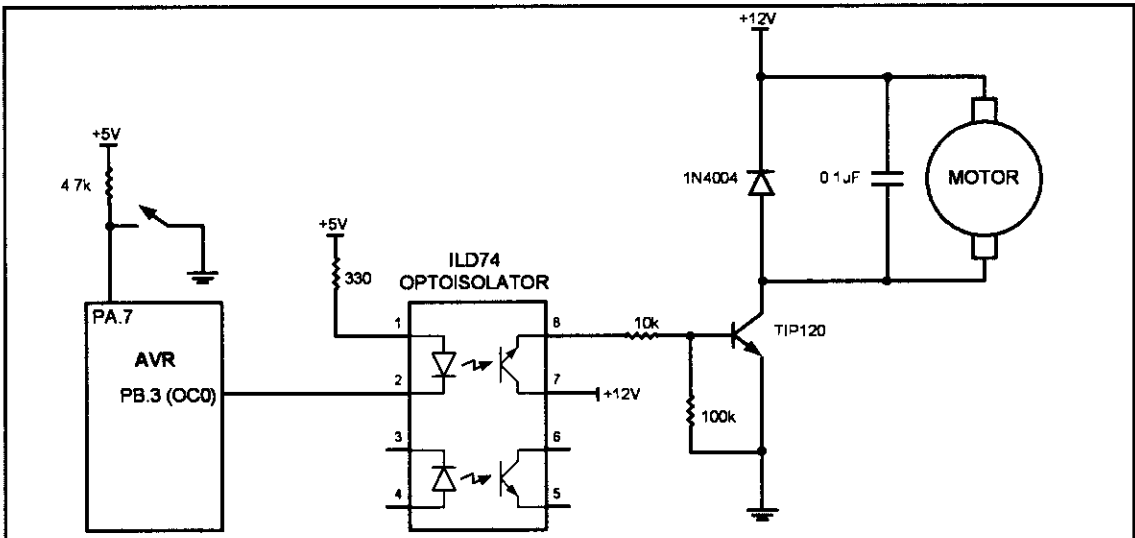 +12V
1N4004
0.1uF
MOTOR
+5V
4.7k
+5V
330
ILD74
OPTOISOLATOR
PA.7
AVR
PB.3 (OC0)
1
2
3
4
8
7
6
5
+12V
10k
100k
TIP120